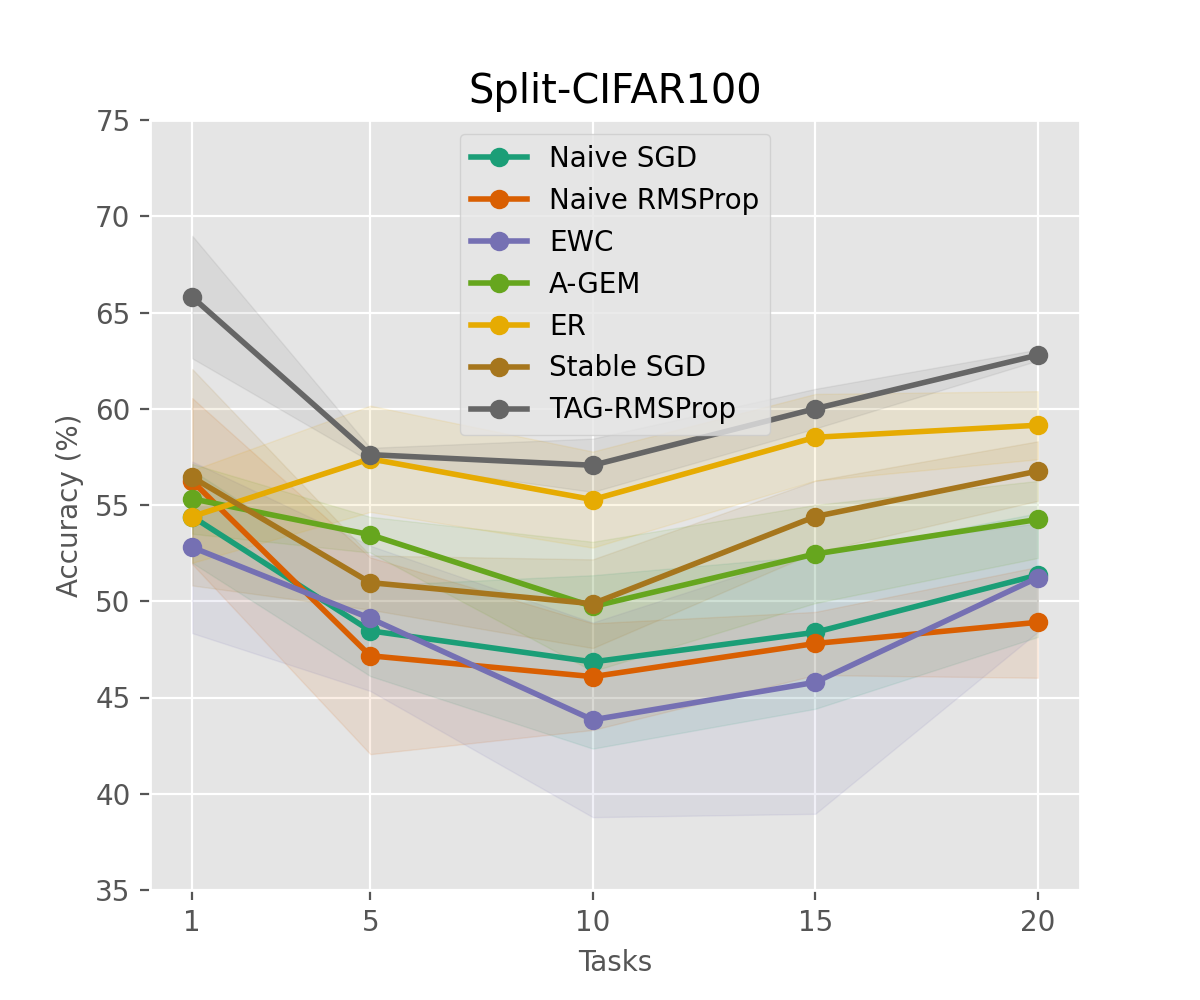 Split-CIFAR100
75
70
65
60
55
50
45
40
35
Accuracy (%)
Naive SGD
Naive RMSProp
EWC
A-GEM
ER
Stable SGD
TAG-RMSProp
1 5 10 15 20
Tasks